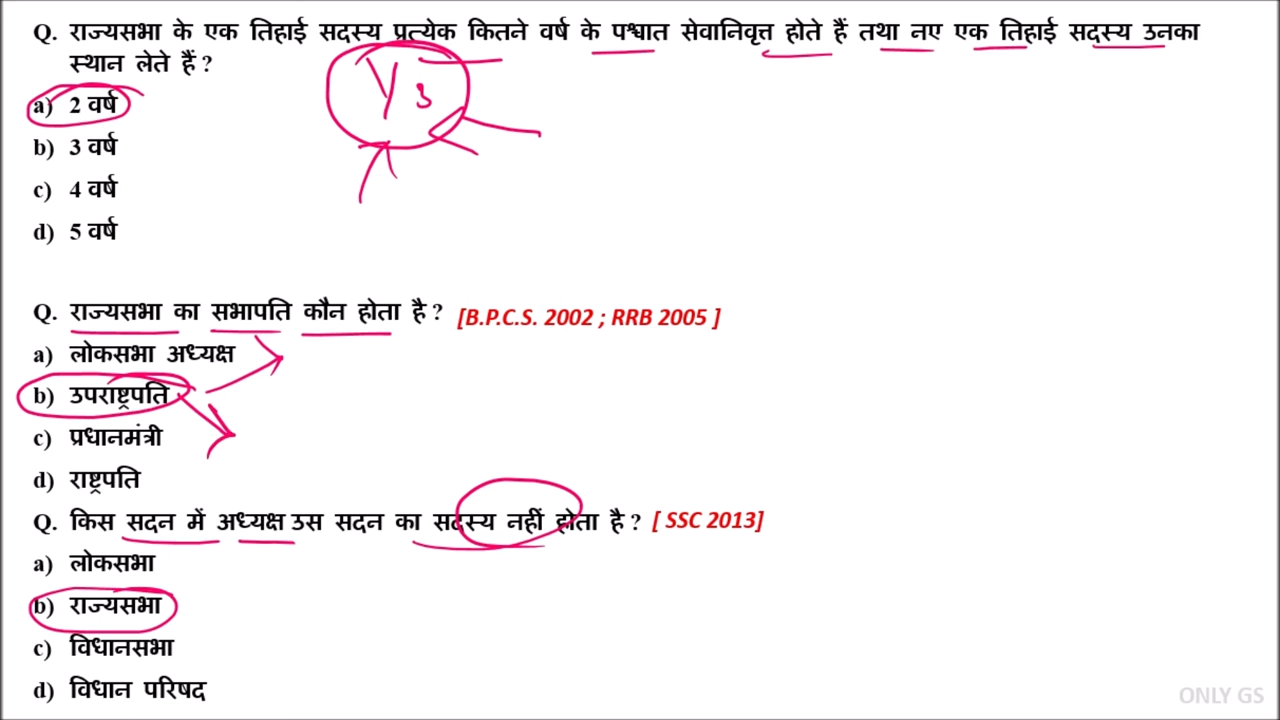 Q. राज्यसभा के एक तिहाई सदस्य प्रत्येक कितने वर्ष के पश्चात सेवानिवृत्त होते हैं तथा नए एक तिहाई सदस्य उनका
स्थान लेते हैं ?
a) 2 वर्ष
b) 3 वर्ष
c) 4 वर्ष
d) 5 वर्ष
Q. राज्यसभा का सभापति कौन होता है ? [B.P.C.S. 2002 ; RRB 2005 ]
a) लोकसभा अध्यक्ष
b) उपराष्ट्रपति
c) प्रधानमंत्री
d) राष्ट्रपति
Q. किस सदन में अध्यक्ष उस सदन का सदस्य नहीं होता है ? [ SSC 2013]
a) लोकसभा
b) राज्यसभा
c) विधानसभा
d) विधान परिषद
ONLY GS